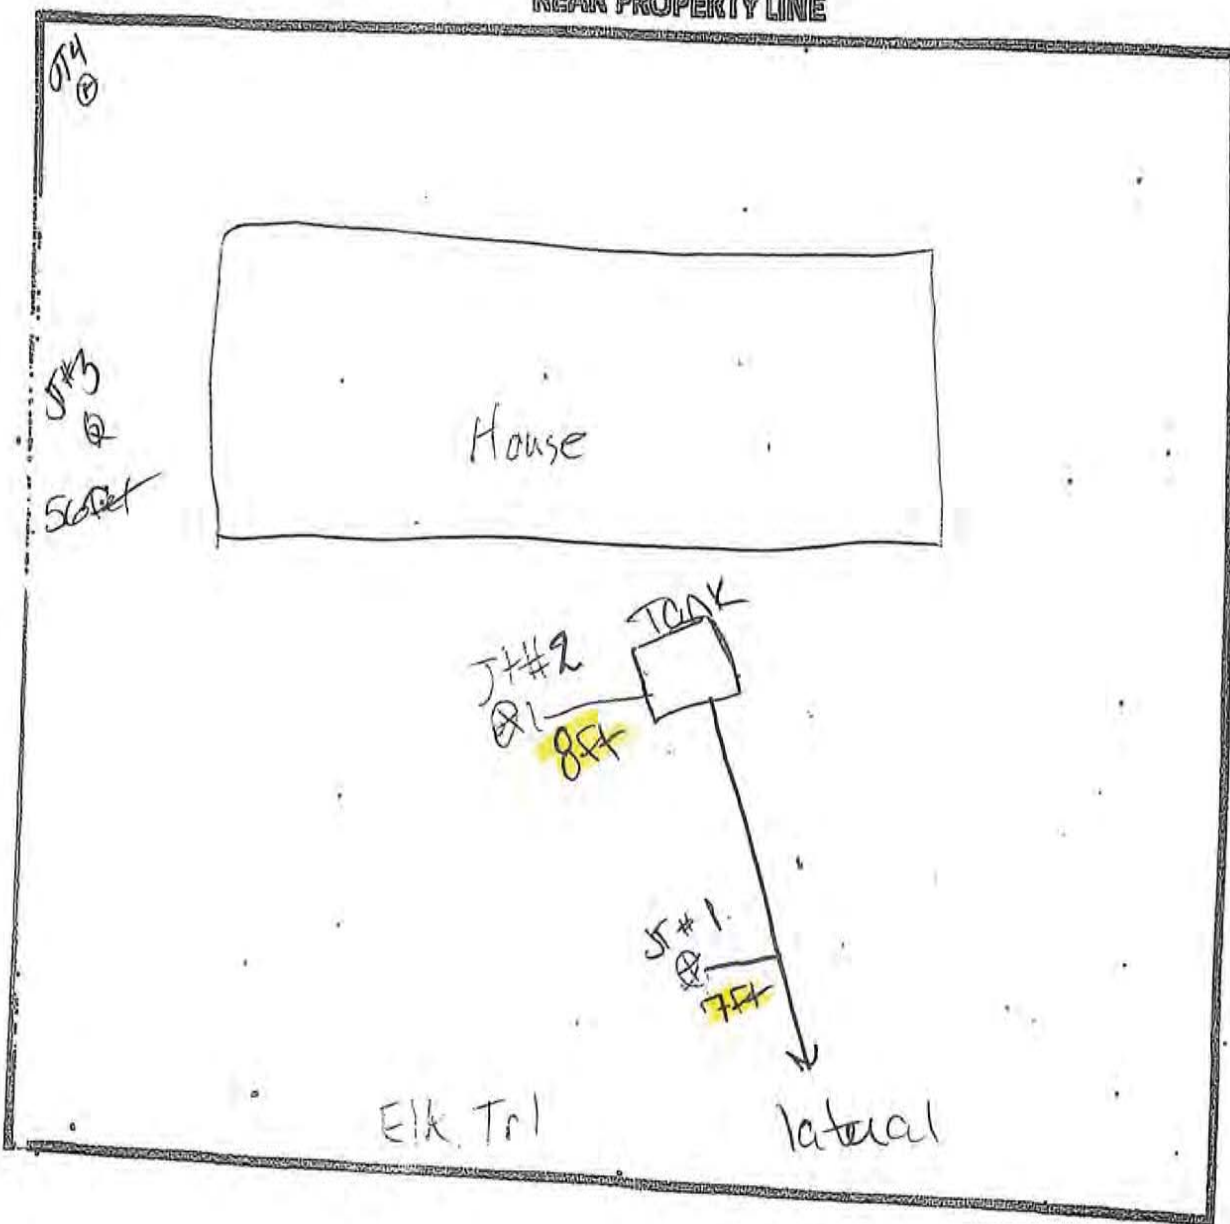 REAR PROPERTY LINE
JT4
JT#3
House
TANK
JT#2
8ft
JT#1
7ft
Elk Trl
lateral